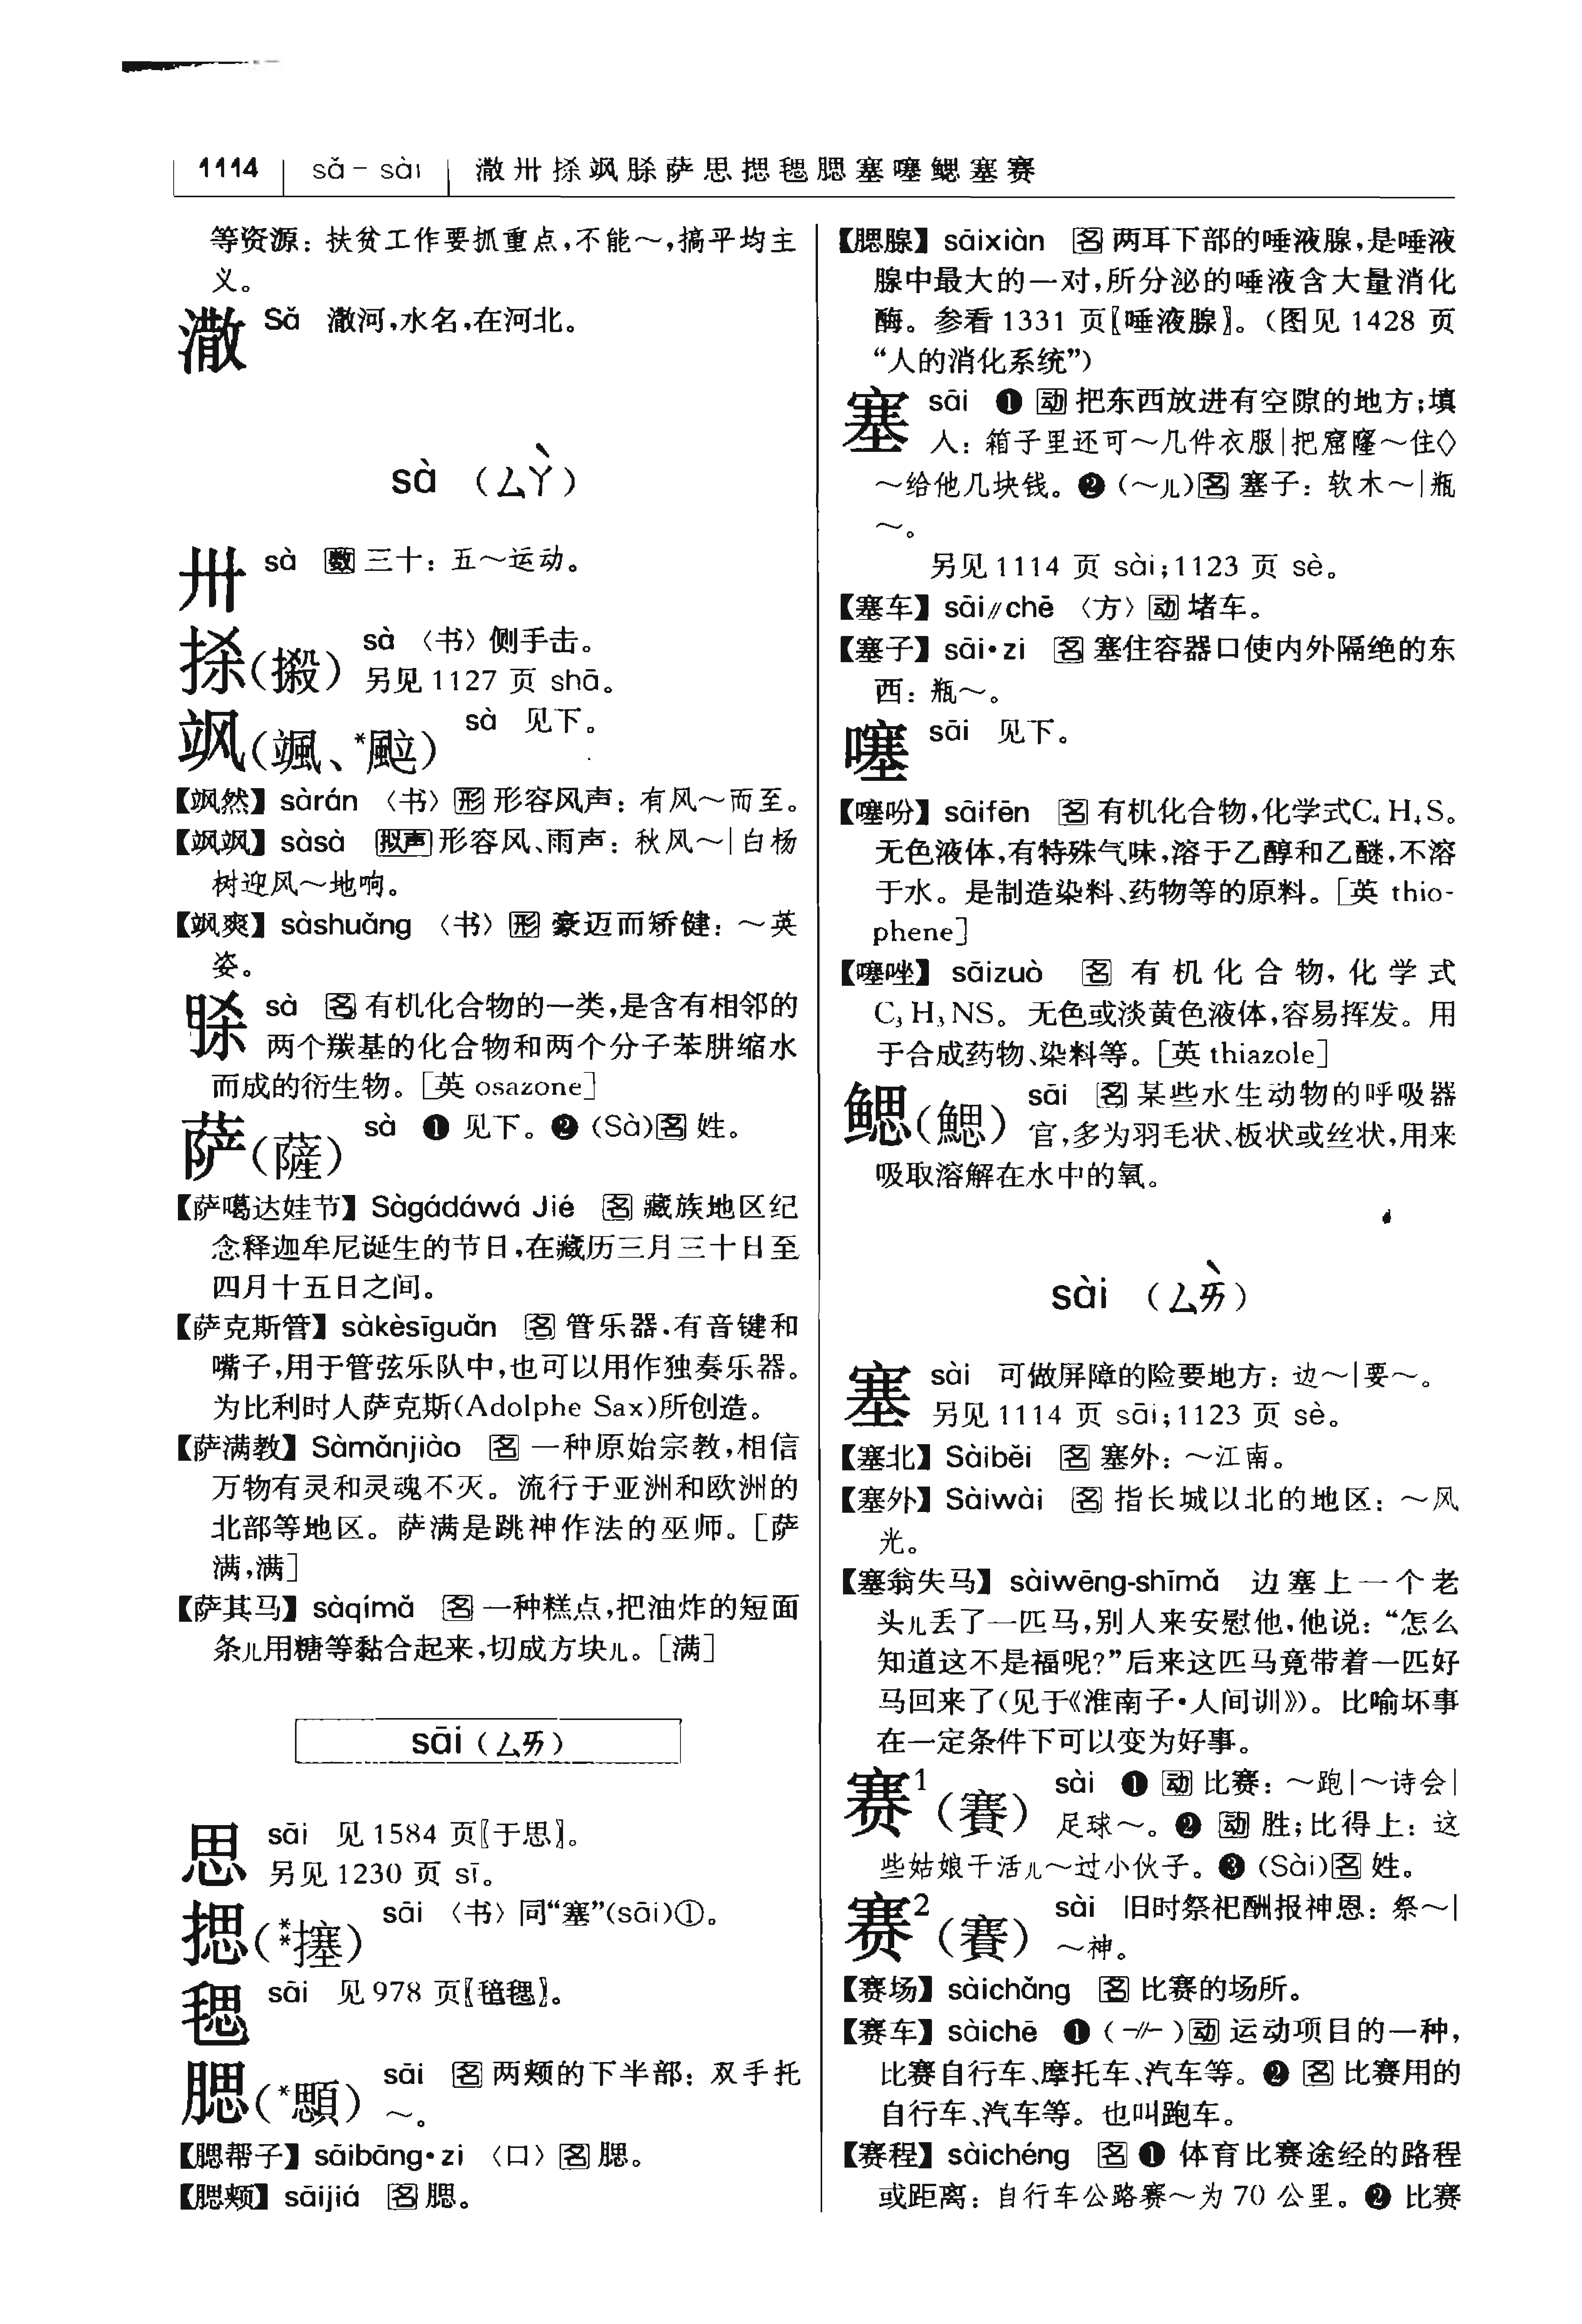 1114 sǎ－sài 潵卅挲飒脎萨思揌毸腮塞噻鳃塞赛
等资源：扶贫工作要抓重点，不能～，搞平均主
义。
潵 Sǎ 潵河，水名，在河北。
sà （ㄙㄚˋ）
卅 sà 数 三十：五～运动。
sà 〈书〉侧手击。
另见1127 页 shā。
飒（颯、*䬃） sà 见下。
【飒然】 sàrán 〈书〉形 形容风声：有风～而至。
【飒飒】 sàsà 拟声 形容风、雨声：秋风～|白杨
树迎风～地响。
【飒爽】 sàshuǎng 〈书〉形 豪迈而矫健：～英
姿。
脎 sà 名 有机化合物的一类，是含有相邻的
两个羰基的化合物和两个分子苯肼缩水
而成的衍生物。［英 osazone］
萨（薩） sà ❶ 见下。❷（Sà）名 姓。
【萨噶达娃节】 Sàgádáwá Jié 名 藏族地区纪
念释迦牟尼诞生的节日，在藏历三月三十日至
四月十五日之间。
【萨克斯管】 sàkèsīguǎn 名 管乐器，有音键和
嘴子，用于管弦乐队中，也可以用作独奏乐器。
为比利时人萨克斯（Adolphe Sax）所创造。
【萨满教】 Sàmǎnjiào 名 一种原始宗教，相信
万物有灵和灵魂不灭。流行于亚洲和欧洲的
北部等地区。萨满是跳神作法的巫师。［萨
满，满］
【萨其马】 sàqímǎ 名 一种糕点，把油炸的短面
条儿用糖等黏合起来，切成方块儿。［满］
sāi（ㄙㄞ）
思 sāi 见1584 页〖于思〗。
另见1230 页 sī。
揌（**㩙） sāi 〈书〉同“塞”（sāi）①。
毸 sāi 见978 页〖毰毸〗。
腮（*顋） sāi 名 两颊的下半部：双手托
～。
【腮帮子】 sāibāng·zi 〈口〉名 腮。
【腮颊】 sāijiá 名 腮。
【腮腺】 sāixiàn 名 两耳下部的唾液腺，是唾液
腺中最大的一对，所分泌的唾液含大量消化
酶。参看1331 页〖唾液腺〗。（图见 1428 页
“人的消化系统”）
塞 sāi ❶ 动 把东西放进有空隙的地方；填
人：箱子里还可～几件衣服|把窟窿～住◇
～给他几块钱。❷（～儿）名 塞子：软木～|瓶
～。
另见1114 页 sài；1123 页 sè。
【塞车】 sāi∥chē 〈方〉动 堵车。
【塞子】 sāi·zi 名 塞住容器口使内外隔绝的东
西：瓶～。
噻 sāi 见下。
【噻吩】 sāifēn 名 有机化合物，化学式C₄H₄S。
无色液体，有特殊气味，溶于乙醇和乙醚，不溶
于水。是制造染料、药物等的原料。［英 thio-
phene］
【噻唑】 sāizuò 名 有机化合物，化学式
C₃H₃NS。无色或淡黄色液体，容易挥发。用
于合成药物、染料等。［英 thiazole］
鳃（鰓） sāi 名 某些水生动物的呼吸器
官，多为羽毛状、板状或丝状，用来
吸取溶解在水中的氧。
sài （ㄙㄞˋ）
塞 sài 可做屏障的险要地方：边～|要～。
另见1114 页 sāi；1123 页 sè。
【塞北】 Sàiběi 名 塞外：～江南。
【塞外】 Sàiwài 名 指长城以北的地区：～风
光。
【塞翁失马】 sàiwēng-shīmǎ 边塞上一个老
头儿丢了一匹马，别人来安慰他，他说：“怎么
知道这不是福呢？”后来这匹马竟带着一匹好
马回来了（见于《淮南子·人间训》）。比喻坏事
在一定条件下可以变为好事。
赛¹（賽） sài ❶ 动 比赛：～跑|～诗会|
足球～。❷ 动 胜；比得上：这
些姑娘干活儿～过小伙子。❸（Sài）名 姓。
赛²（賽） sài 旧时祭祀酬报神恩：祭～|
～神。
【赛场】 sàichǎng 名 比赛的场所。
【赛车】 sàichē ❶（-∥-）动 运动项目的一种，
比赛自行车、摩托车、汽车等。❷ 名 比赛用的
自行车、汽车等。也叫跑车。
【赛程】 sàichéng 名 ❶ 体育比赛途经的路程
或距离：自行车公路赛～为 70 公里。❷ 比赛